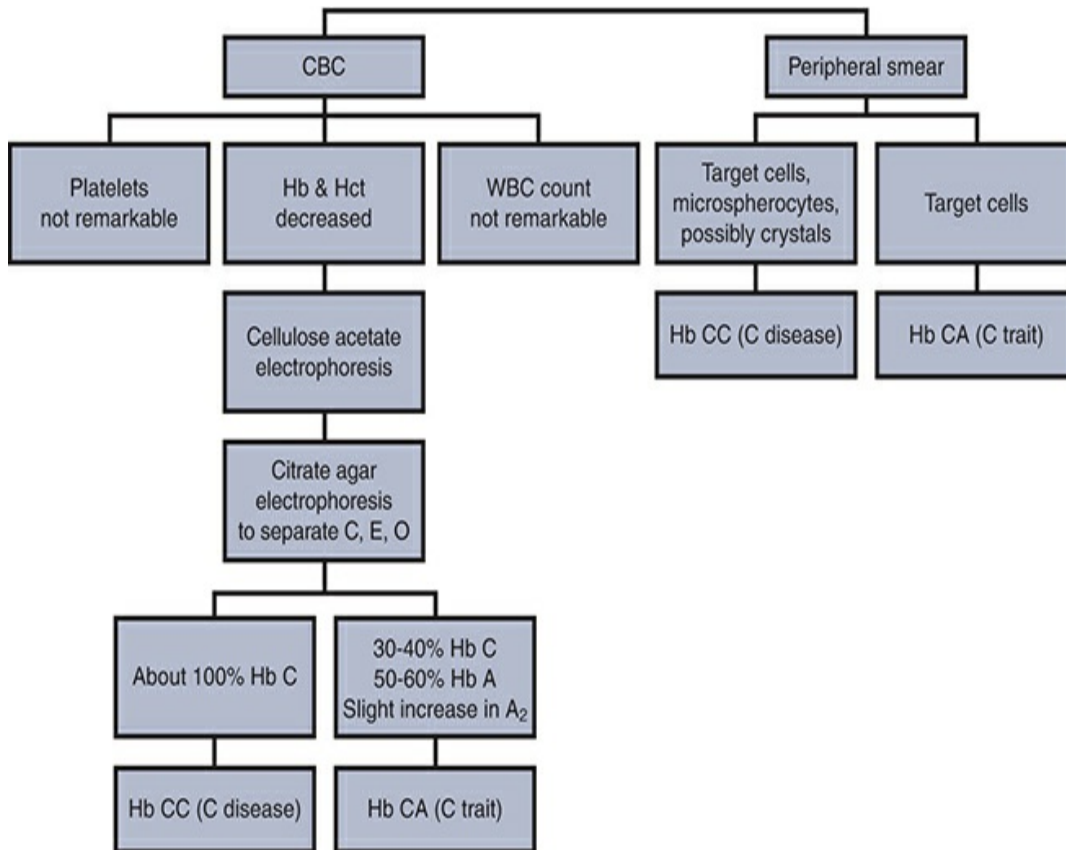 CBC
Peripheral smear
Platelets
not remarkable
Hb & Hct
decreased
WBC count
not remarkable
Target cells,
microspherocytes,
possibly crystals
Target cells
Cellulose acetate
electrophoresis
Hb CC (C disease)
Hb CA (C trait)
Citrate agar
electrophoresis
to separate C, E, O
About 100% Hb C
30-40% Hb C
50-60% Hb A
Slight increase in A₂
Hb CC (C disease)
Hb CA (C trait)